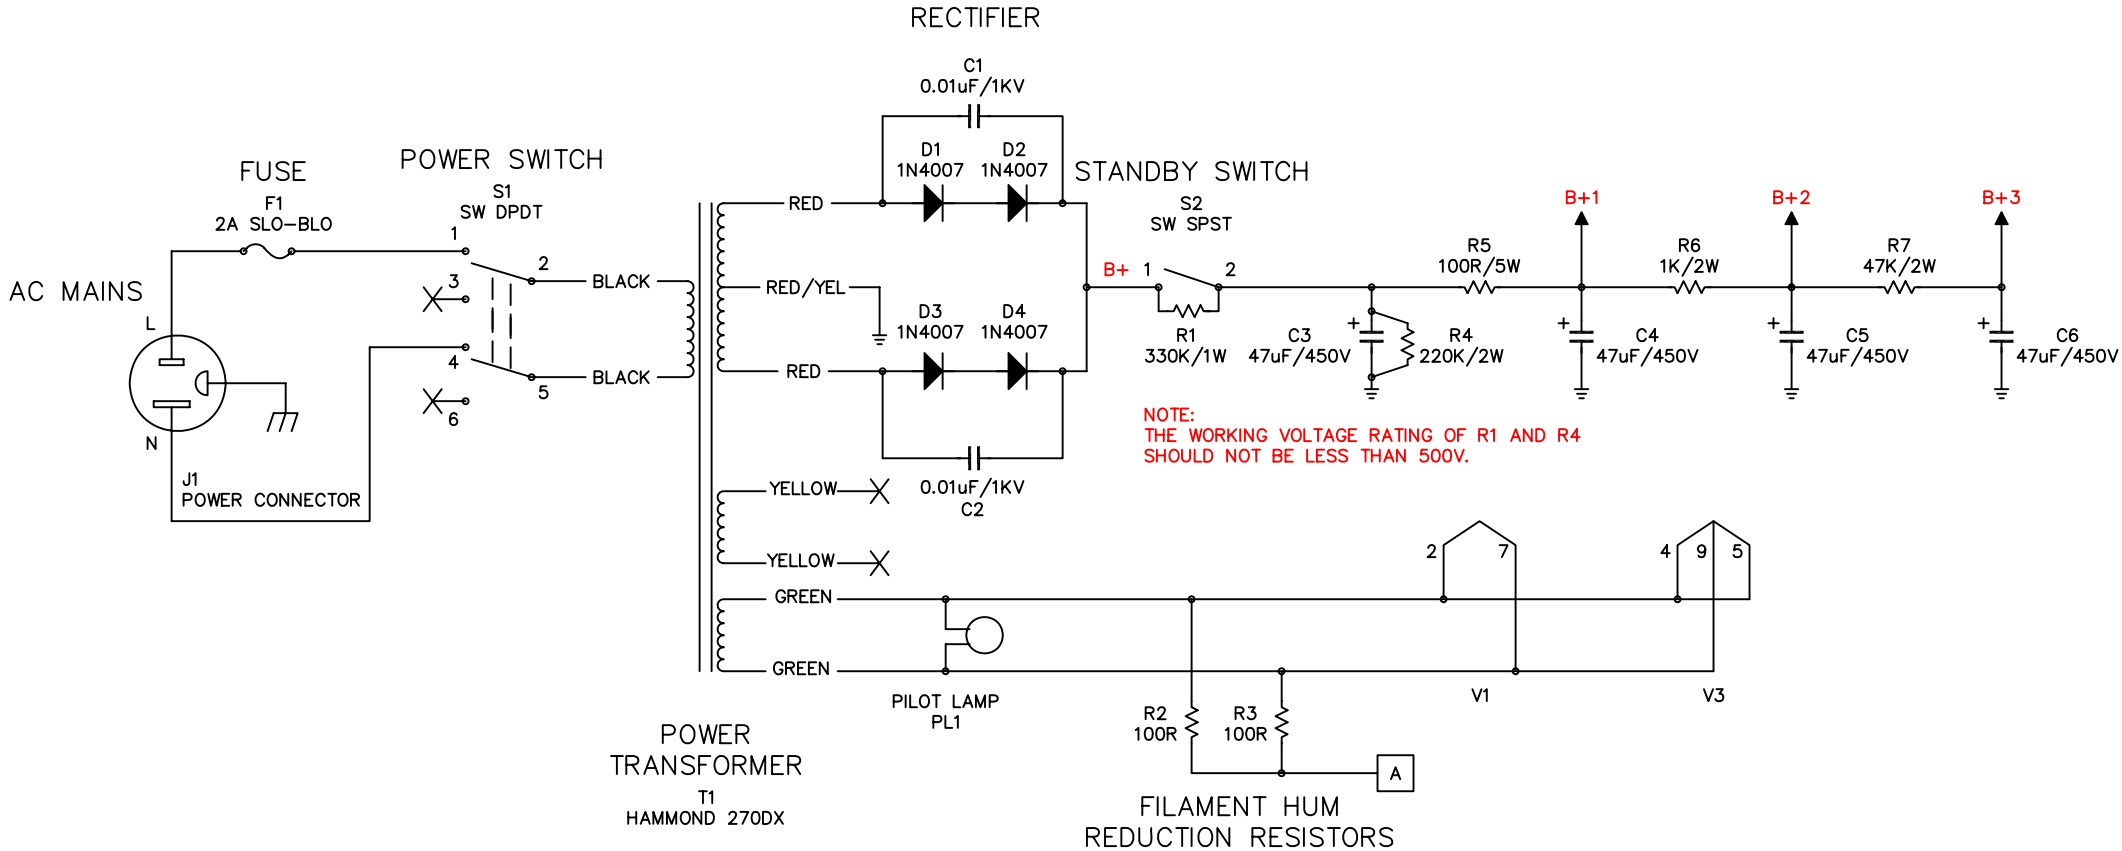 RECTIFIER
C1
0.01uF/1KV
D1
1N4007
D2
1N4007
FUSE
F1
2A SLO-BLO
POWER SWITCH
S1
SW DPDT
1
2
3
4
5
6
AC MAINS
L
N
J1
POWER CONNECTOR
BLACK
BLACK
RED
RED/YEL
RED
D3
1N4007
D4
1N4007
0.01uF/1KV
C2
STANDBY SWITCH
S2
SW SPST
B+
1
2
R1
330K/1W
C3
47uF/450V
+
R4
220K/2W
R5
100R/5W
B+1
+
C4
47uF/450V
R6
1K/2W
B+2
+
C5
47uF/450V
R7
47K/2W
B+3
+
C6
47uF/450V
NOTE:
THE WORKING VOLTAGE RATING OF R1 AND R4
SHOULD NOT BE LESS THAN 500V.
YELLOW
YELLOW
GREEN
GREEN
PILOT LAMP
PL1
2
7
V1
4
9
5
V3
R2
100R
R3
100R
A
FILAMENT HUM
REDUCTION RESISTORS
POWER
TRANSFORMER
T1
HAMMOND 270DX